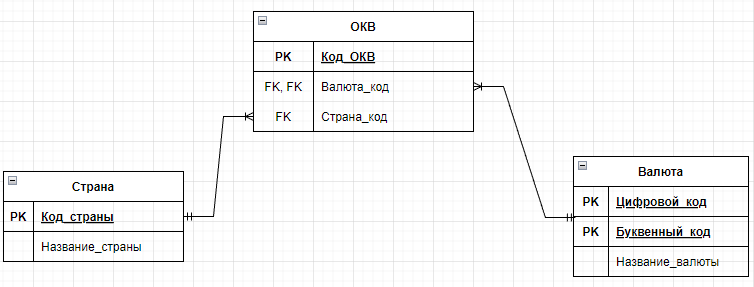 ОКВ
PK Код_ОКВ
FK, FK Валюта_код
FK Страна_код
Страна
PK Код_страны
Название_страны
Валюта
PK Цифровой_код
PK Буквенный_код
Название_валюты